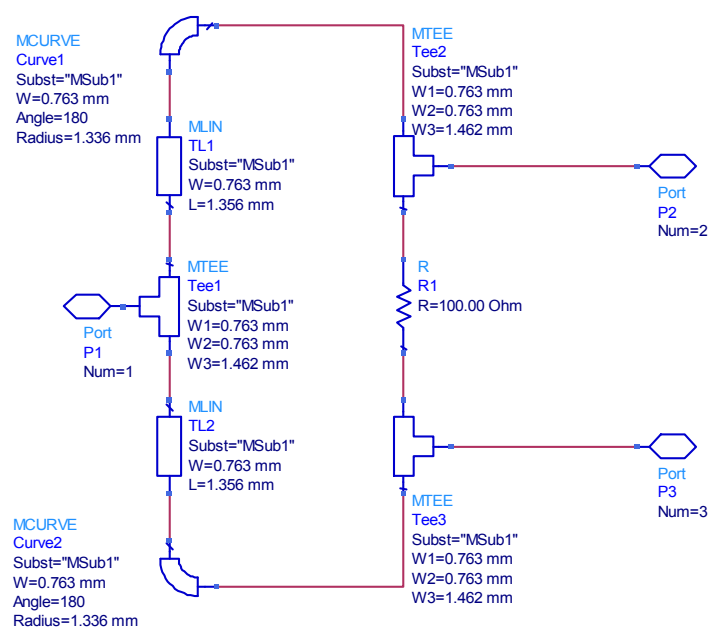 MCURVE
Curve1
Subst="MSub1"
W=0.763 mm
Angle=180
Radius=1.336 mm
MTEE
Tee2
Subst="MSub1"
W1=0.763 mm
W2=0.763 mm
W3=1.462 mm
MLIN
TL1
Subst="MSub1"
W=0.763 mm
L=1.356 mm
Port
P2
Num=2
MTEE
Tee1
Subst="MSub1"
W1=0.763 mm
W2=0.763 mm
W3=1.462 mm
R
R1
R=100.00 Ohm
Port
P1
Num=1
MLIN
TL2
Subst="MSub1"
W=0.763 mm
L=1.356 mm
Port
P3
Num=3
MCURVE
Curve2
Subst="MSub1"
W=0.763 mm
Angle=180
Radius=1.336 mm
MTEE
Tee3
Subst="MSub1"
W1=0.763 mm
W2=0.763 mm
W3=1.462 mm